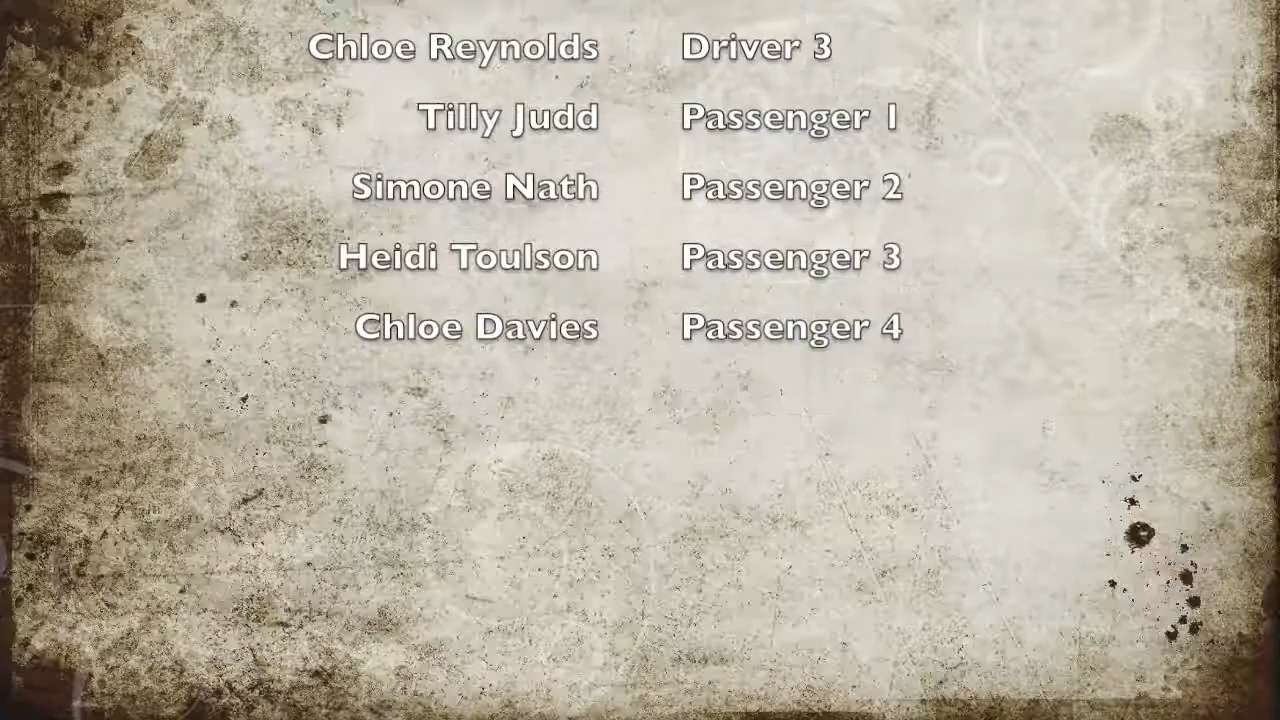 Chloe Reynolds Driver 3
Tilly Judd Passenger 1
Simone Nath Passenger 2
Heidi Toulson Passenger 3
Chloe Davies Passenger 4